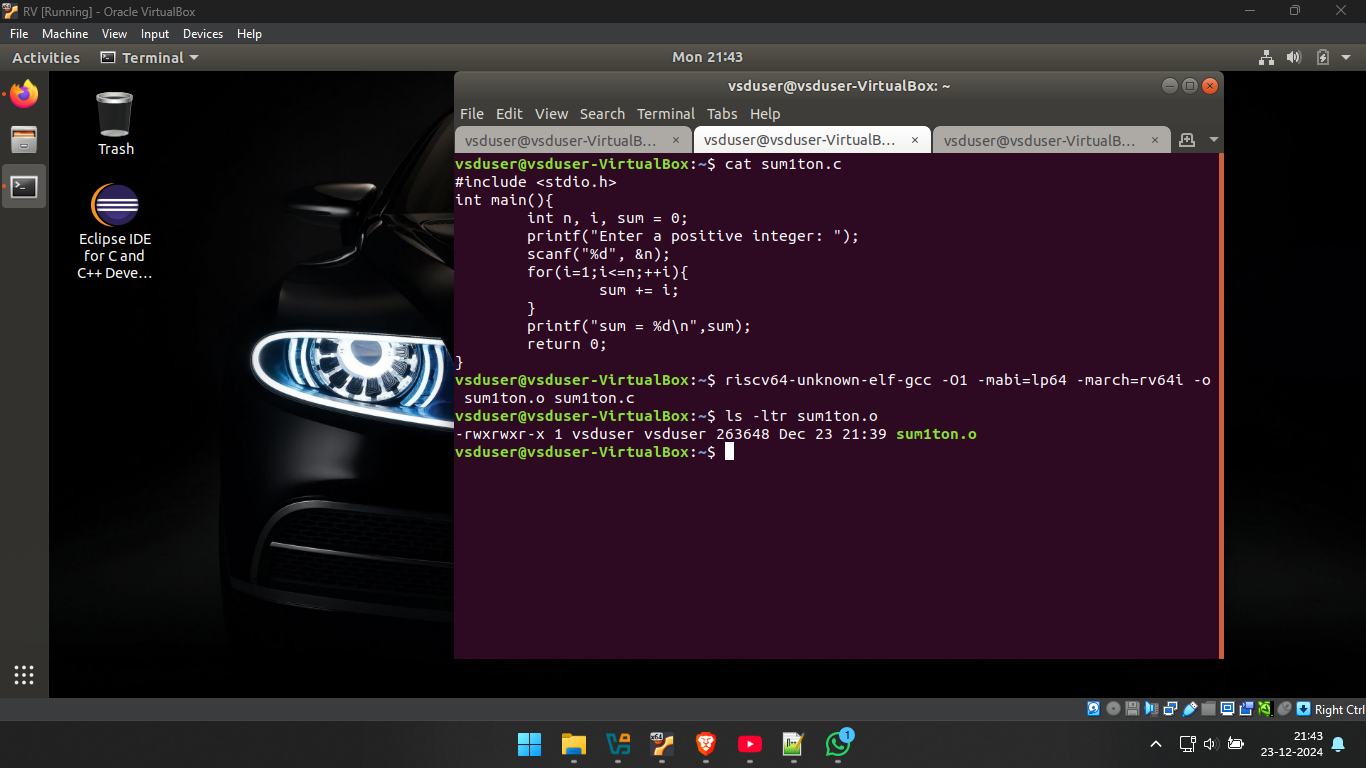 RV [Running] - Oracle VirtualBox
File Machine View Input Devices Help
Activities Terminal Mon 21:43
Trash
Eclipse IDE
for C and
C++ Deve...
vsduser@vsduser-VirtualBox: ~
File Edit View Search Terminal Tabs Help
vsduser@vsduser-VirtualB... × vsduser@vsduser-VirtualB... × vsduser@vsduser-VirtualB... ×
vsduser@vsduser-VirtualBox:~$ cat sum1ton.c
#include <stdio.h>
int main(){
        int n, i, sum = 0;
        printf("Enter a positive integer: ");
        scanf("%d", &n);
        for(i=1;i<=n;++i){
                sum += i;
        }
        printf("sum = %d\n",sum);
        return 0;
}
vsduser@vsduser-VirtualBox:~$ riscv64-unknown-elf-gcc -O1 -mabi=lp64 -march=rv64i -o
 sum1ton.o sum1ton.c
vsduser@vsduser-VirtualBox:~$ ls -ltr sum1ton.o
-rwxrwxr-x 1 vsduser vsduser 263648 Dec 23 21:39 sum1ton.o
vsduser@vsduser-VirtualBox:~$
Right Ctrl
1
21:43
23-12-2024